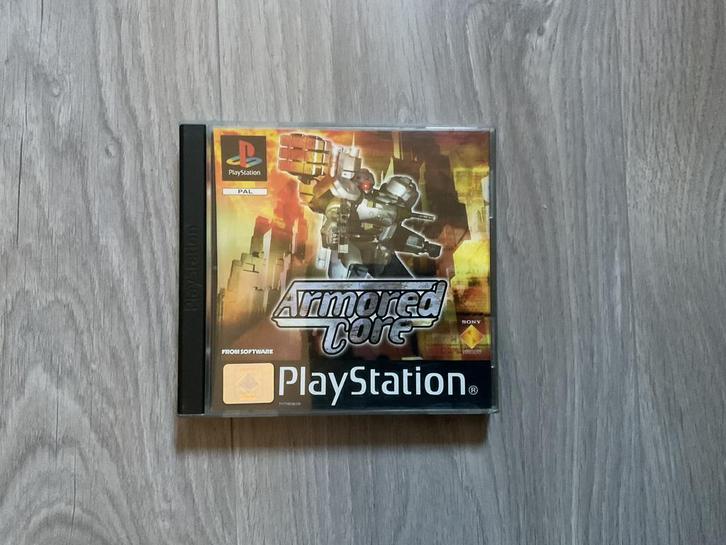 PlayStation
PAL
PlayStation
Armored
Core
SONY
FROM SOFTWARE
PlayStation®